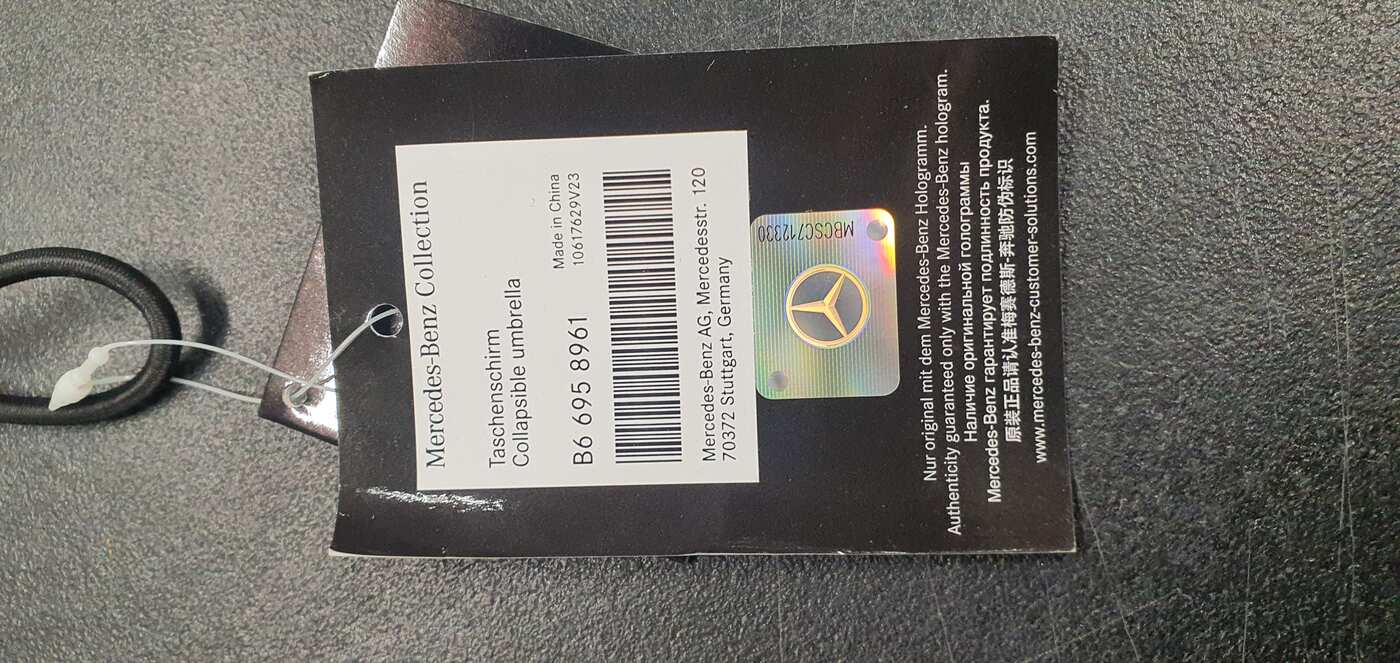 Mercedes-Benz Collection
Taschenschirm
Collapsible umbrella
Made in China
B6 695 8961
10617629V23
Mercedes-Benz AG, Mercedesstr. 120
70372 Stuttgart, Germany
MBCSC712330
Nur original mit dem Mercedes-Benz Hologramm.
Authenticity guaranteed only with the Mercedes-Benz hologram.
Наличие оригинальной голограммы
Mercedes-Benz гарантирует подлинность продукта.
原装正品请认准梅赛德斯-奔驰防伪标识
www.mercedes-benz-customer-solutions.com